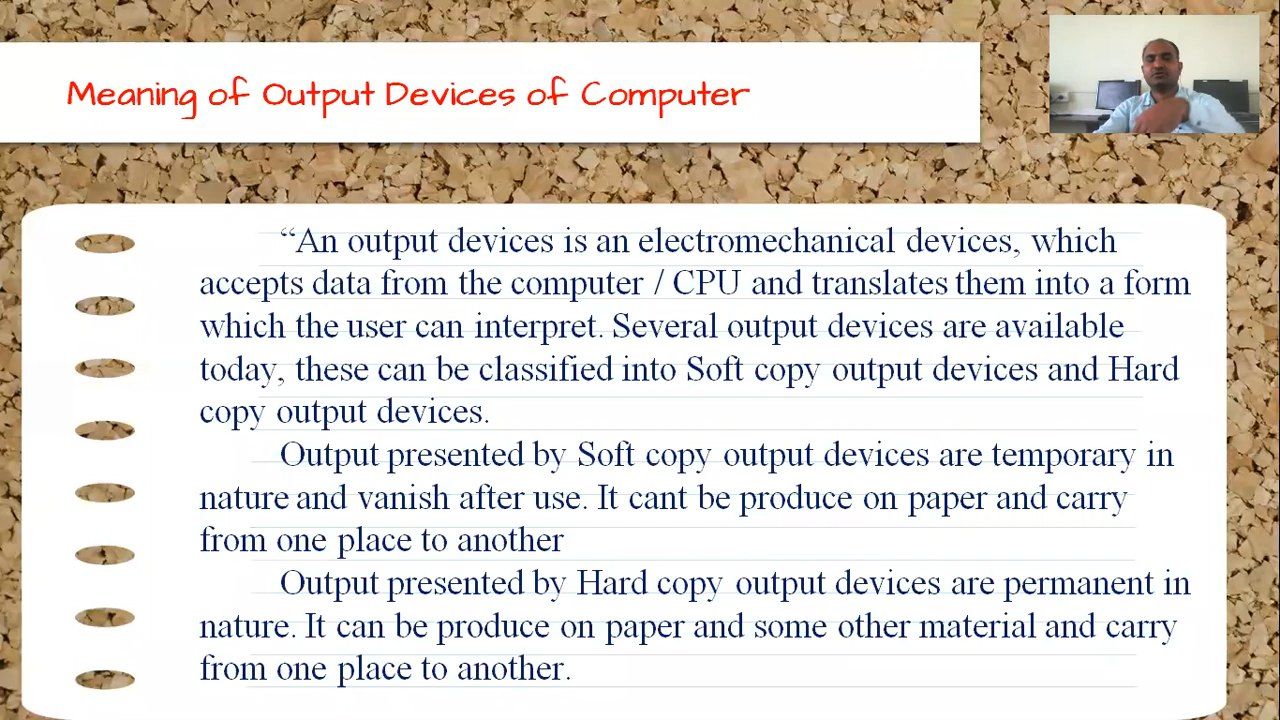 Meaning of Output Devices of Computer
“An output devices is an electromechanical devices, which
accepts data from the computer / CPU and translates them into a form
which the user can interpret. Several output devices are available
today, these can be classified into Soft copy output devices and Hard
copy output devices.
Output presented by Soft copy output devices are temporary in
nature and vanish after use. It cant be produce on paper and carry
from one place to another
Output presented by Hard copy output devices are permanent in
nature. It can be produce on paper and some other material and carry
from one place to another.